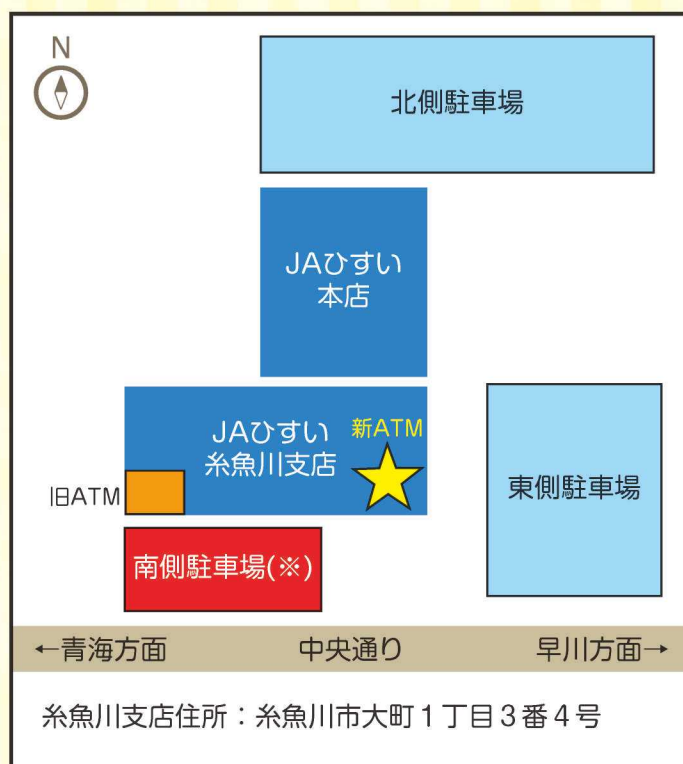 N
北側駐車場
JAひすい
本店
JAひすい
糸魚川支店
新ATM
旧ATM
東側駐車場
南側駐車場(※)
←青海方面
中央通り
早川方面→
糸魚川支店住所：糸魚川市大町1丁目3番4号